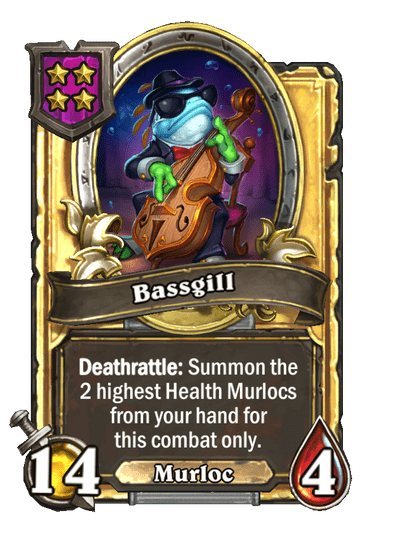 Bassgill
Deathrattle: Summon the
2 highest Health Murlocs
from your hand for
this combat only.
14
Murloc
4